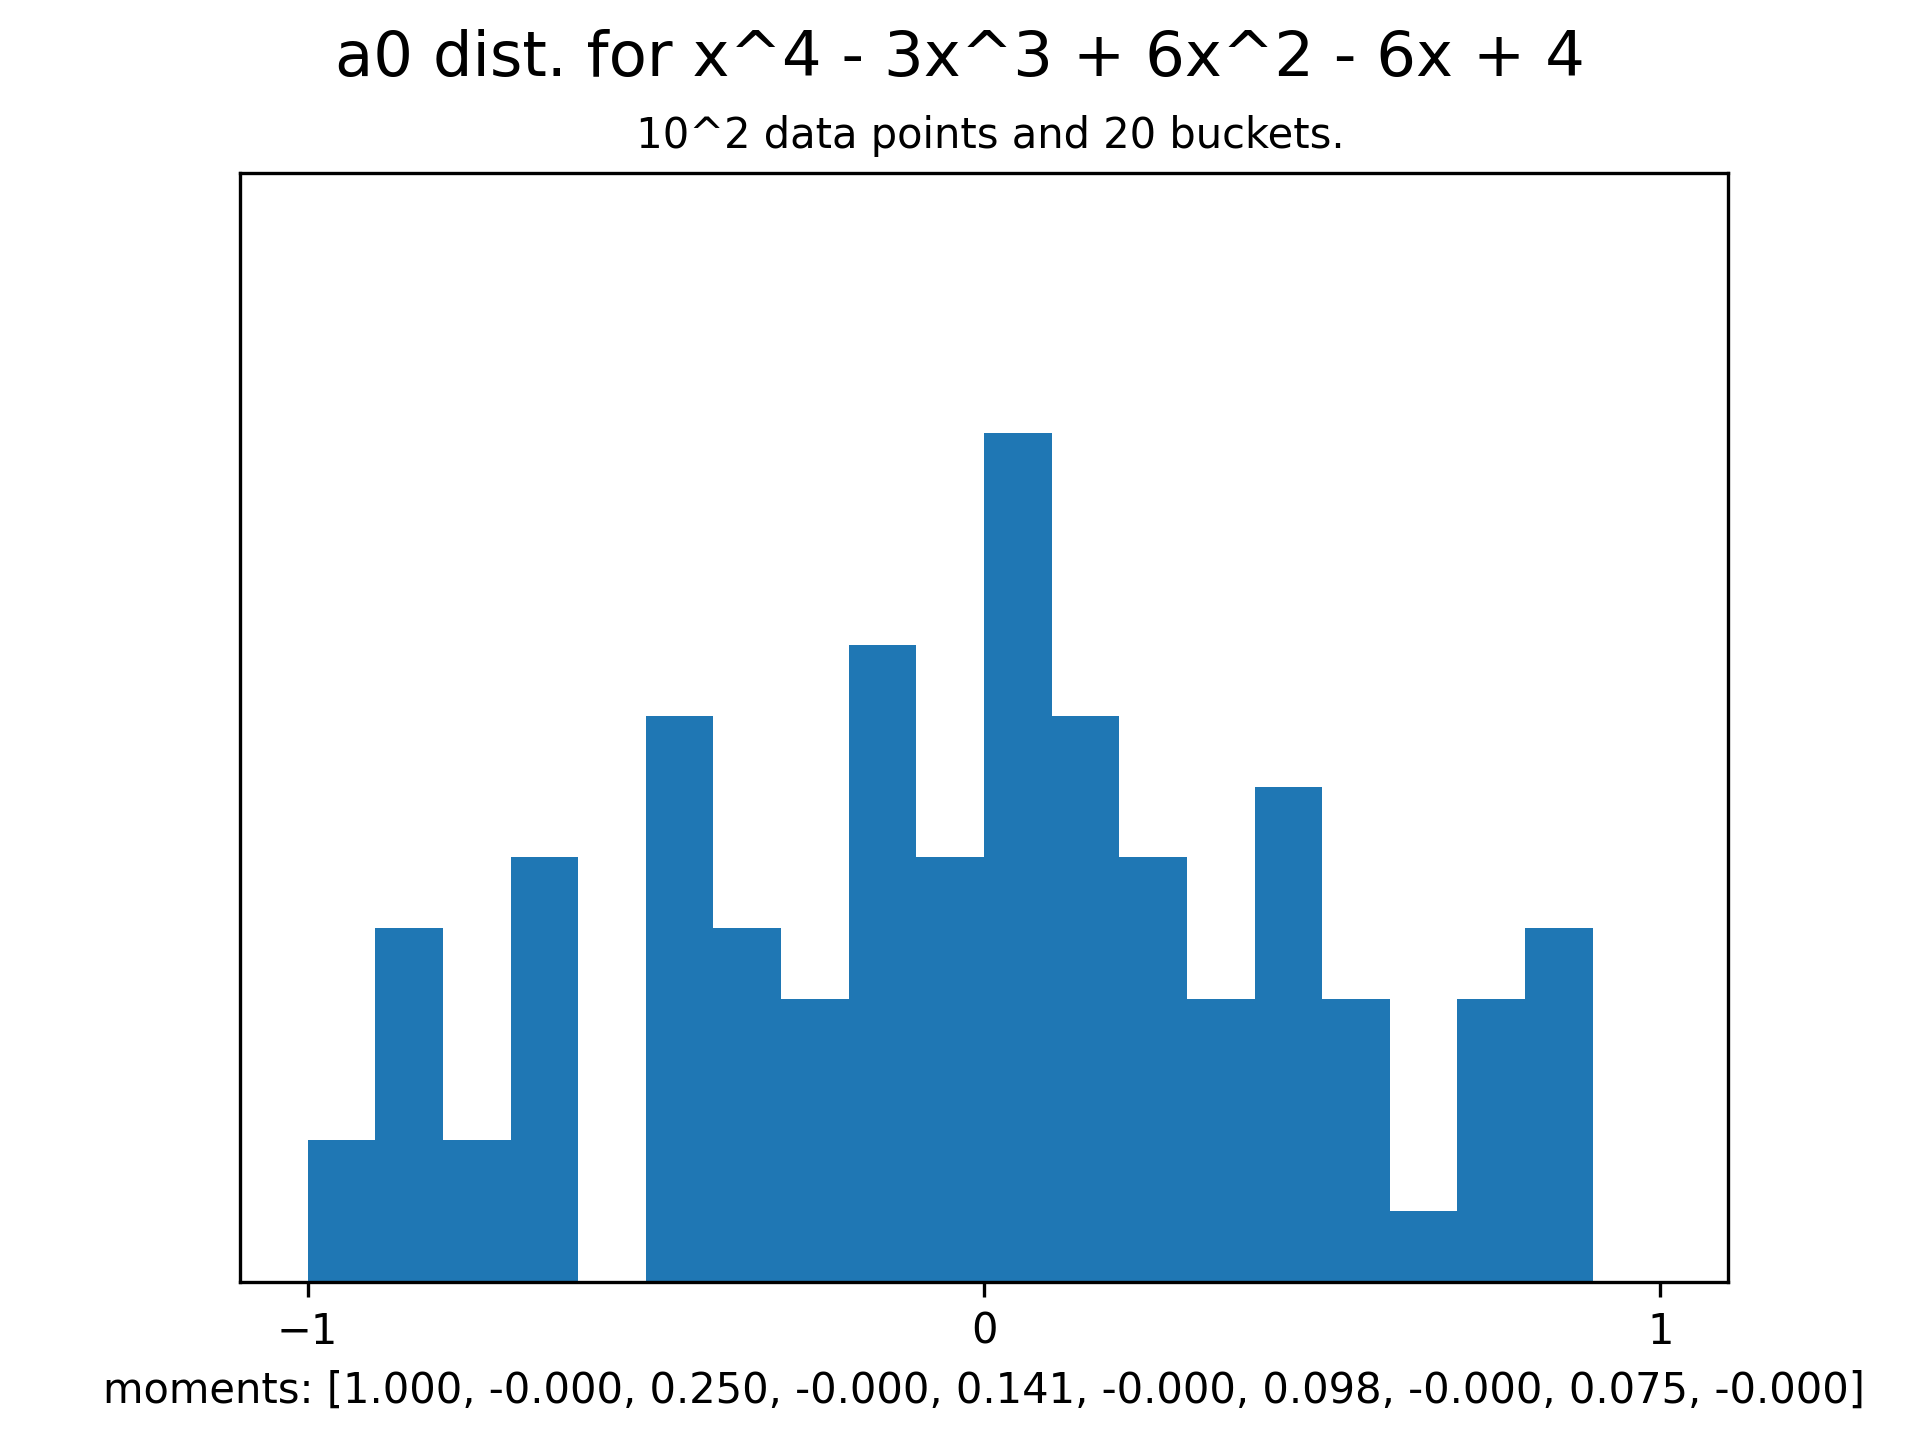 a0 dist. for x^4 - 3x^3 + 6x^2 - 6x + 4
10^2 data points and 20 buckets.
−1 0 1
moments: [1.000, -0.000, 0.250, -0.000, 0.141, -0.000, 0.098, -0.000, 0.075, -0.000]